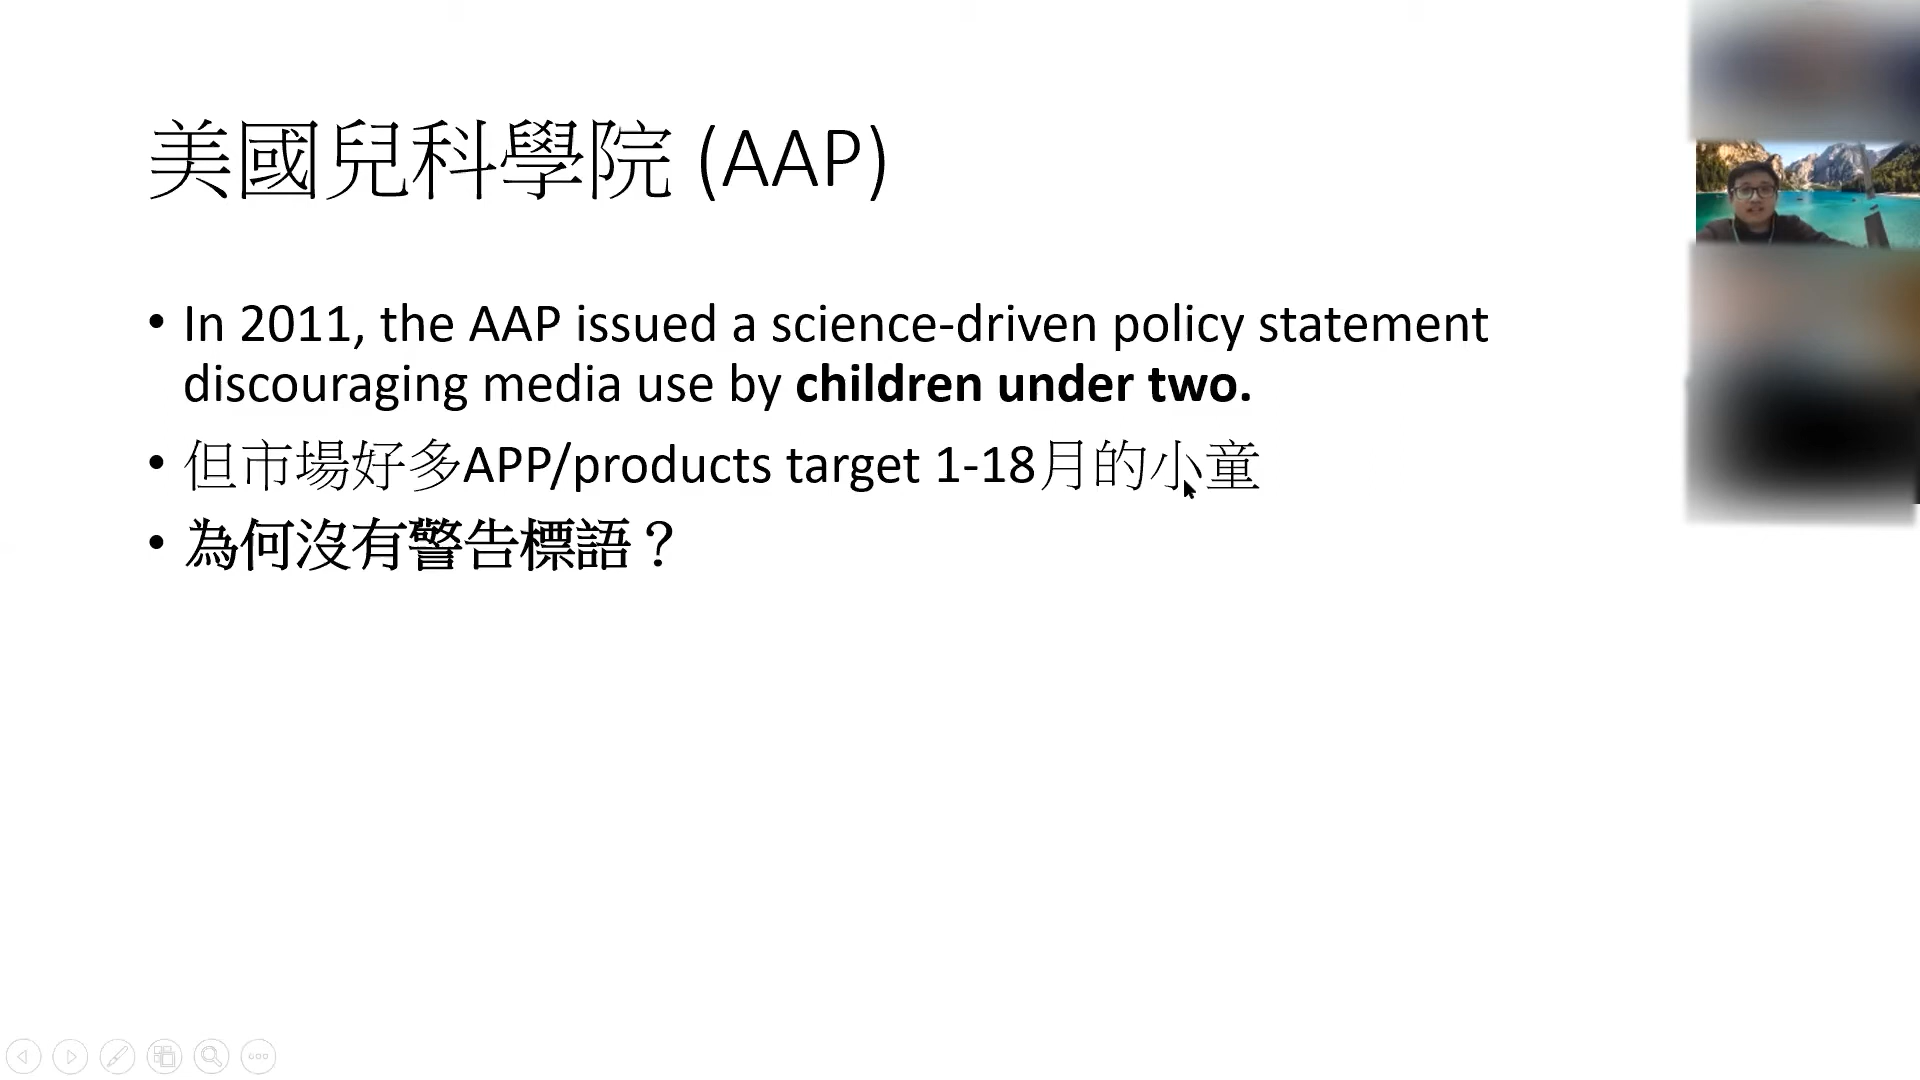 美國兒科學院 (AAP)
• In 2011, the AAP issued a science-driven policy statement
discouraging media use by children under two.
• 但市場好多APP/products target 1-18月的小童
• 為何沒有警告標語？